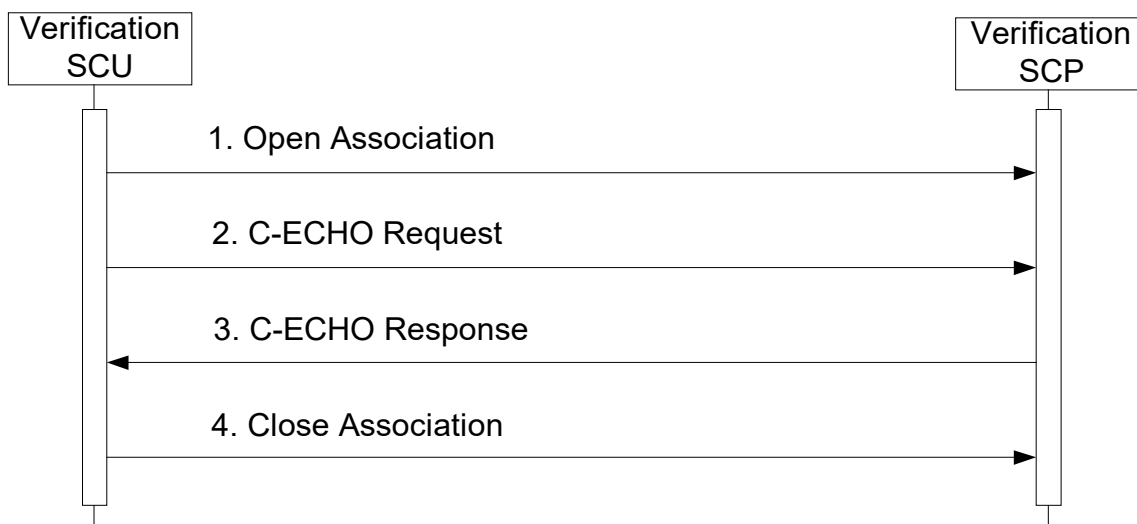 Verification
SCU
Verification
SCP
1. Open Association
2. C-ECHO Request
3. C-ECHO Response
4. Close Association